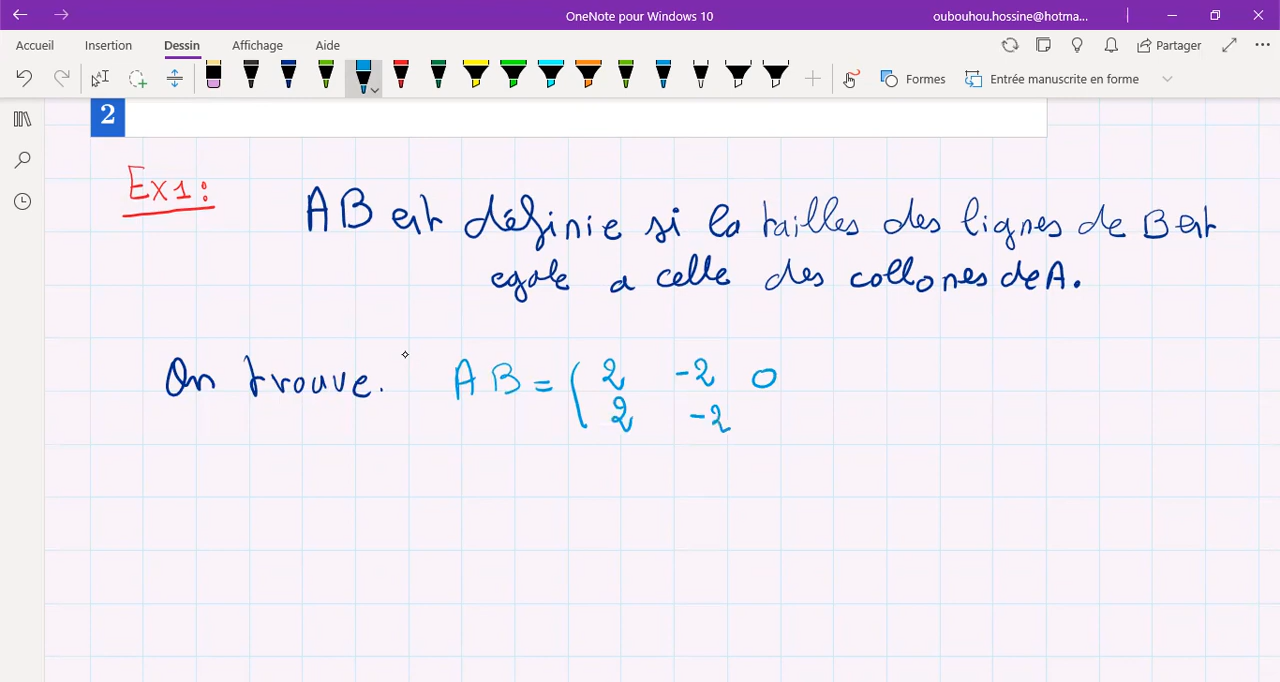 OneNote pour Windows 10
oubouhou.hossine@hotma...
Accueil Insertion Dessin Affichage Aide
Partager
Formes
Entrée manuscrite en forme
2
Ex1:
AB est définie si la tailles des lignes de B est
egale a celle des collones de A.
On trouve. AB = ( 2 -2 0
2 -2